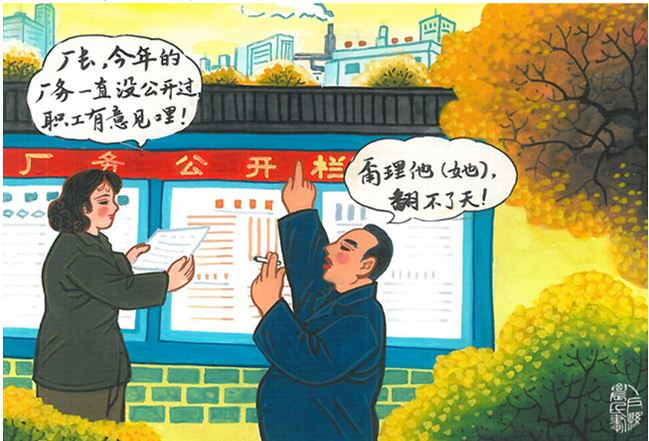 厂长,今年的
厂务一直没公开过,
职工有意见哩!
厂务公开栏
甭理他(她),
翻不了天!